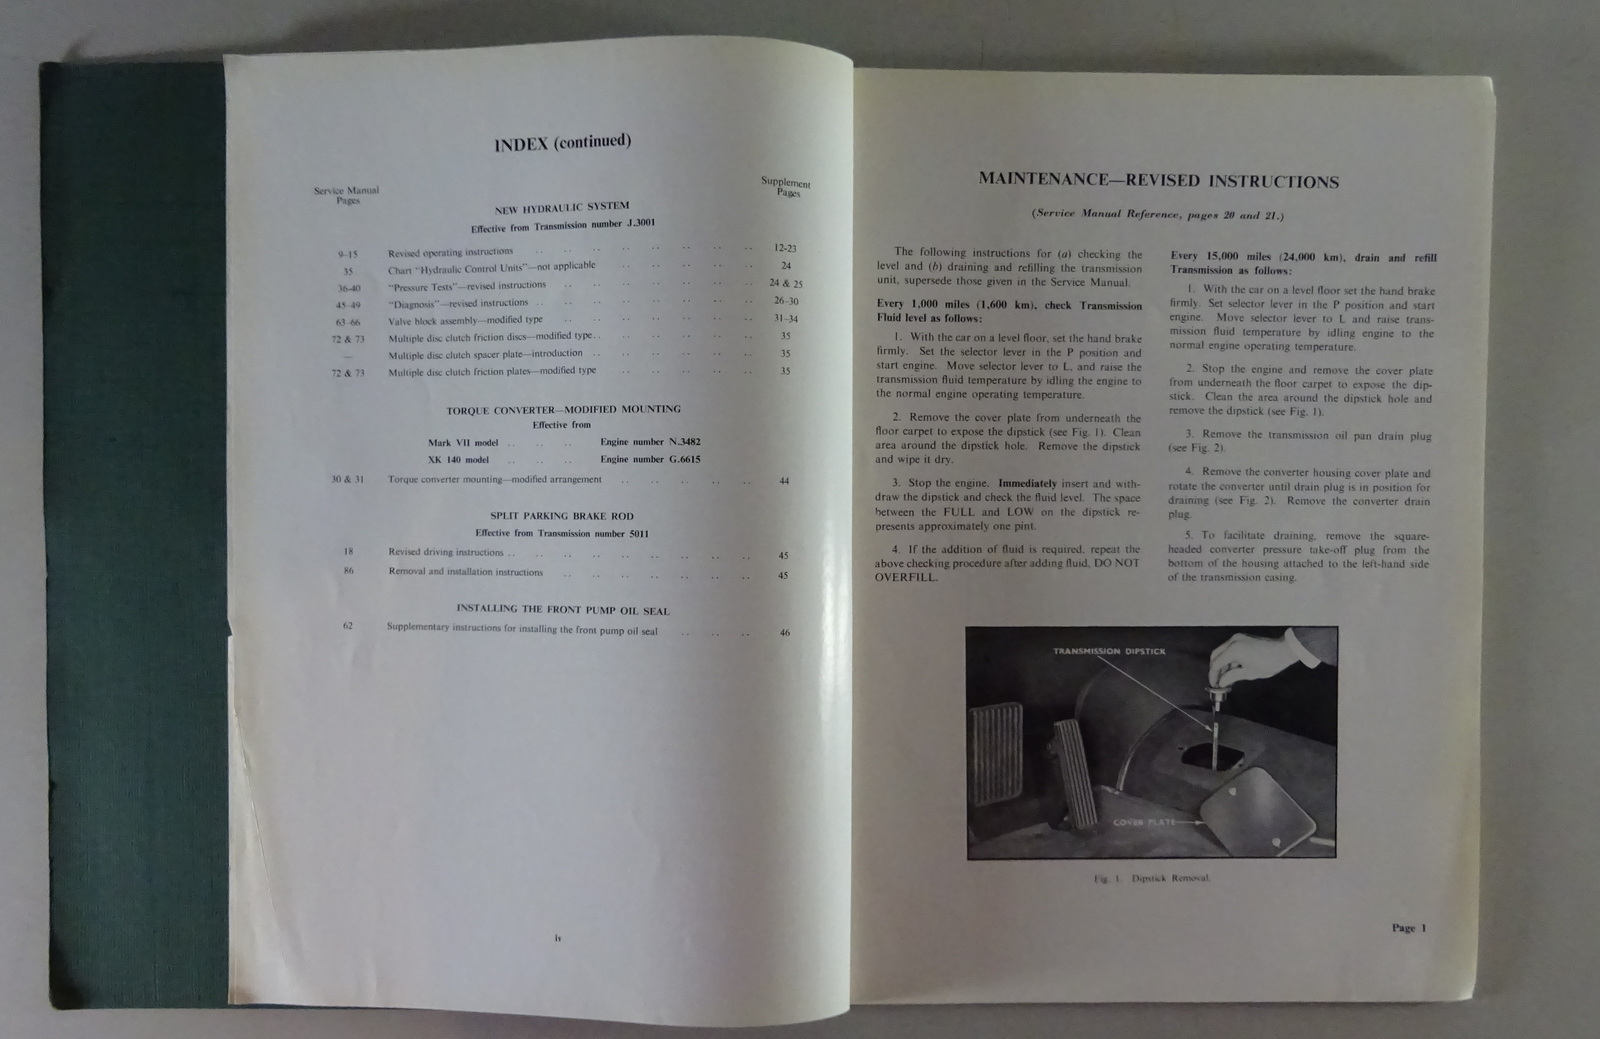 INDEX (continued)
Service Manual Pages
Supplement Pages
NEW HYDRAULIC SYSTEM
Effective from Transmission number J.3001
9-15 Revised operating instructions .. .. .. .. .. .. .. .. 12-23
35 Chart "Hydraulic Control Units"—not applicable .. .. .. .. .. 24
36-40 "Pressure Tests"—revised instructions .. .. .. .. .. .. .. 24 & 25
45-49 "Diagnosis"—revised instructions .. .. .. .. .. .. .. .. 26-30
63-66 Valve block assembly—modified type .. .. .. .. .. .. .. 31-34
72 & 73 Multiple disc clutch friction discs—modified type.. .. .. .. .. .. 35
— Multiple disc clutch spacer plate—introduction .. .. .. .. .. .. 35
72 & 73 Multiple disc clutch friction plates—modified type .. .. .. .. .. 35
TORQUE CONVERTER—MODIFIED MOUNTING
Effective from
Mark VII model .. .. .. Engine number N.3482
XK 140 model .. .. .. Engine number G.6615
30 & 31 Torque converter mounting—modified arrangement .. .. .. .. .. 44
SPLIT PARKING BRAKE ROD
Effective from Transmission number 5011
18 Revised driving instructions .. .. .. .. .. .. .. .. .. 45
86 Removal and installation instructions .. .. .. .. .. .. .. 45
INSTALLING THE FRONT PUMP OIL SEAL
62 Supplementary instructions for installing the front pump oil seal .. .. .. 46
iv
MAINTENANCE—REVISED INSTRUCTIONS
(Service Manual Reference, pages 20 and 21.)
The following instructions for (a) checking the
level and (b) draining and refilling the transmission
unit, supersede those given in the Service Manual.
Every 1,000 miles (1,600 km), check Transmission
Fluid level as follows:
1. With the car on a level floor, set the hand brake
firmly. Set the selector lever in the P position and
start engine. Move selector lever to L, and raise the
transmission fluid temperature by idling the engine to
the normal engine operating temperature.
2. Remove the cover plate from underneath the
floor carpet to expose the dipstick (see Fig. 1). Clean
area around the dipstick hole. Remove the dipstick
and wipe it dry.
3. Stop the engine. Immediately insert and with-
draw the dipstick and check the fluid level. The space
between the FULL and LOW on the dipstick re-
presents approximately one pint.
4. If the addition of fluid is required, repeat the
above checking procedure after adding fluid, DO NOT
OVERFILL.
Every 15,000 miles (24,000 km), drain and refill
Transmission as follows:
1. With the car on a level floor set the hand brake
firmly. Set selector lever in the P position and start
engine. Move selector lever to L and raise trans-
mission fluid temperature by idling engine to the
normal engine operating temperature.
2. Stop the engine and remove the cover plate
from underneath the floor carpet to expose the dip-
stick. Clean the area around the dipstick hole and
remove the dipstick (see Fig. 1).
3. Remove the transmission oil pan drain plug
(see Fig. 2).
4. Remove the converter housing cover plate and
rotate the converter until drain plug is in position for
draining (see Fig. 2). Remove the converter drain
plug.
5. To facilitate draining, remove the square-
headed converter pressure take-off plug from the
bottom of the housing attached to the left-hand side
of the transmission casing.
TRANSMISSION DIPSTICK
COVER PLATE
Fig. 1. Dipstick Removal.
Page 1